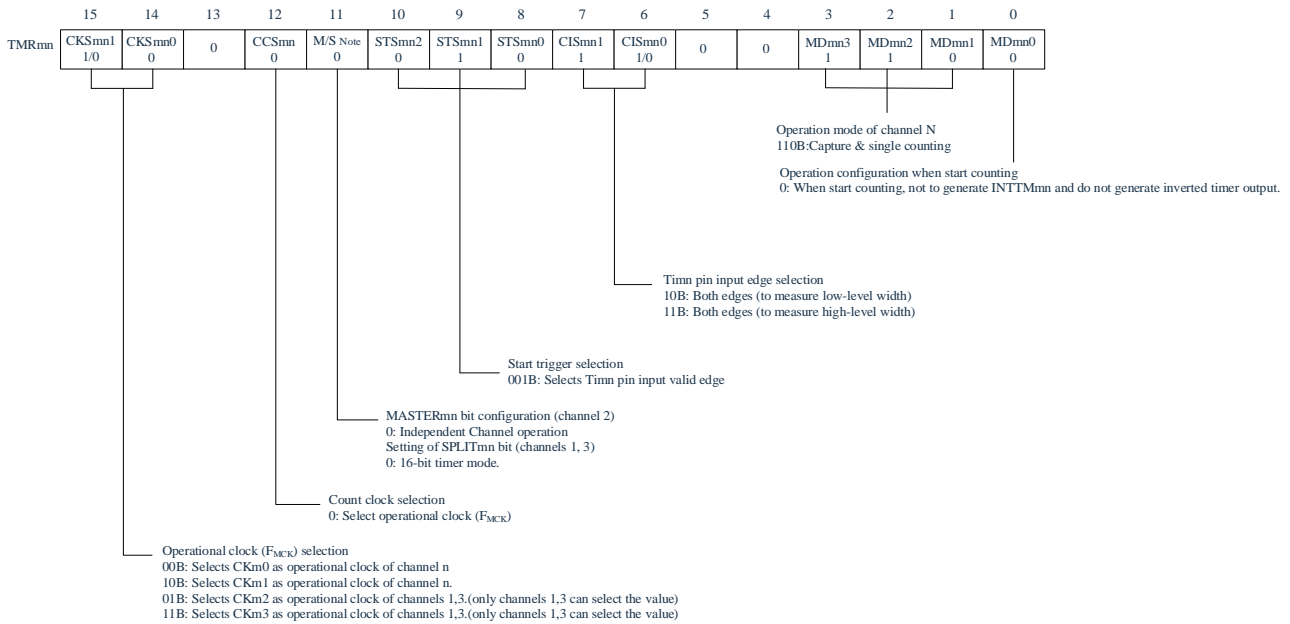 15 14 13 12 11 10 9 8 7 6 5 4 3 2 1 0
TMRmn CKSmn1 CKSmn0 0 CCSmn M/S Note STSmn2 STSmn1 STSmn0 CISmn1 CISmn0 0 0 MDmn3 MDmn2 MDmn1 MDmn0
1/0 0 0 0 0 1 0 1 1/0 1 1 0 0
Operation mode of channel N
110B:Capture & single counting
Operation configuration when start counting
0: When start counting, not to generate INTTMmn and do not generate inverted timer output.
Timn pin input edge selection
10B: Both edges (to measure low-level width)
11B: Both edges (to measure high-level width)
Start trigger selection
001B: Selects Timn pin input valid edge
MASTERmn bit configuration (channel 2)
0: Independent Channel operation
Setting of SPLITmn bit (channels 1, 3)
0: 16-bit timer mode.
Count clock selection
0: Select operational clock (FMCK)
Operational clock (FMCK) selection
00B: Selects CKm0 as operational clock of channel n
10B: Selects CKm1 as operational clock of channel n.
01B: Selects CKm2 as operational clock of channels 1,3.(only channels 1,3 can select the value)
11B: Selects CKm3 as operational clock of channels 1,3.(only channels 1,3 can select the value)